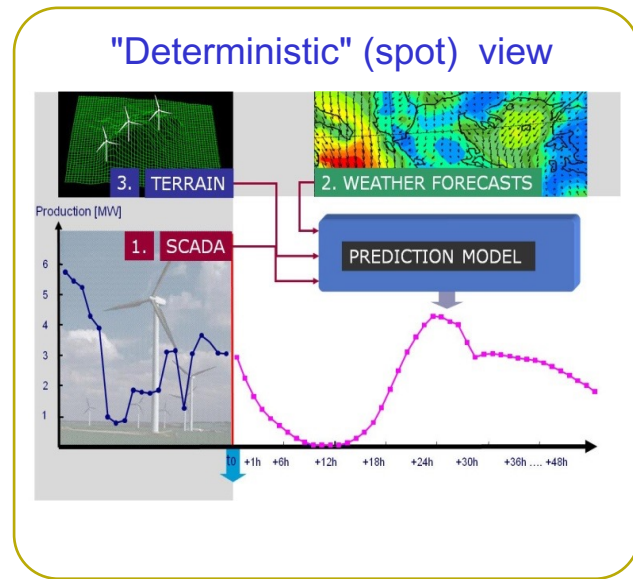 "Deterministic" (spot) view
3. TERRAIN
2. WEATHER FORECASTS
Production [MW]
1. SCADA
PREDICTION MODEL
6
5
4
3
2
1
t0 +1h +6h +12h +18h +24h +30h +36h .... +48h